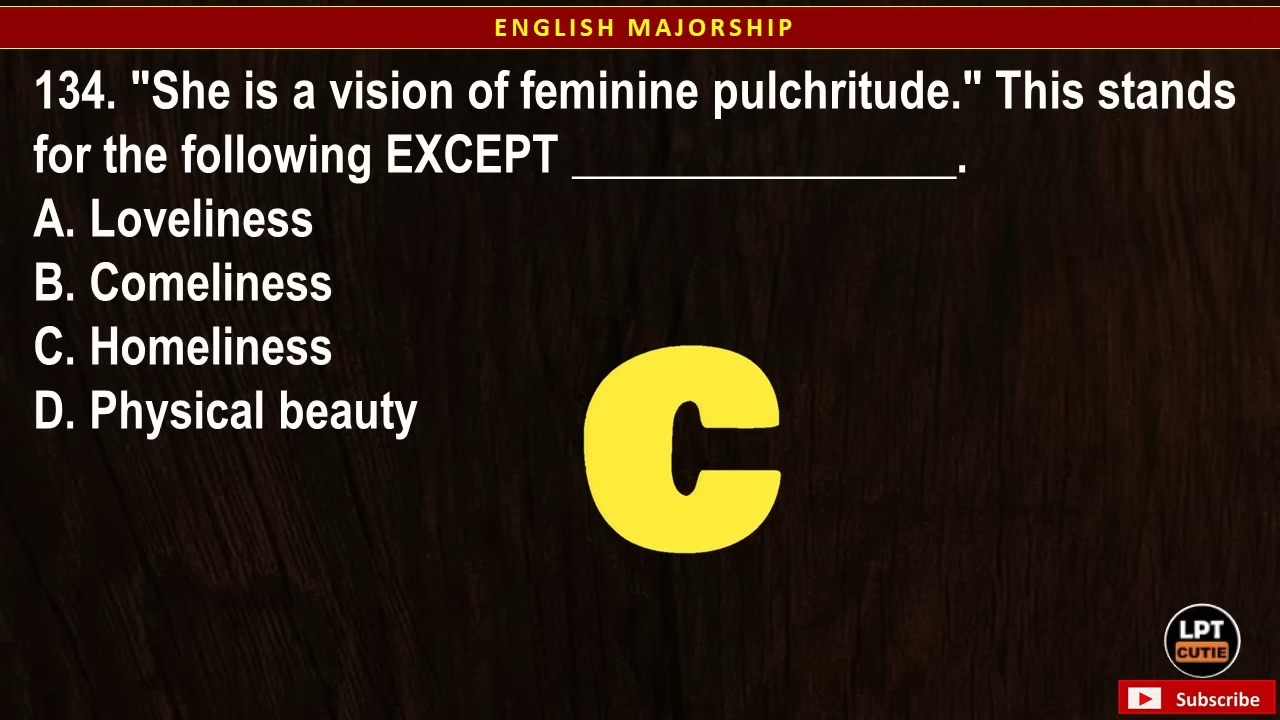 ENGLISH MAJORSHIP
134. "She is a vision of feminine pulchritude." This stands
for the following EXCEPT ________________.
A. Loveliness
B. Comeliness
C. Homeliness
D. Physical beauty
C
LPT
CUTIE
Subscribe